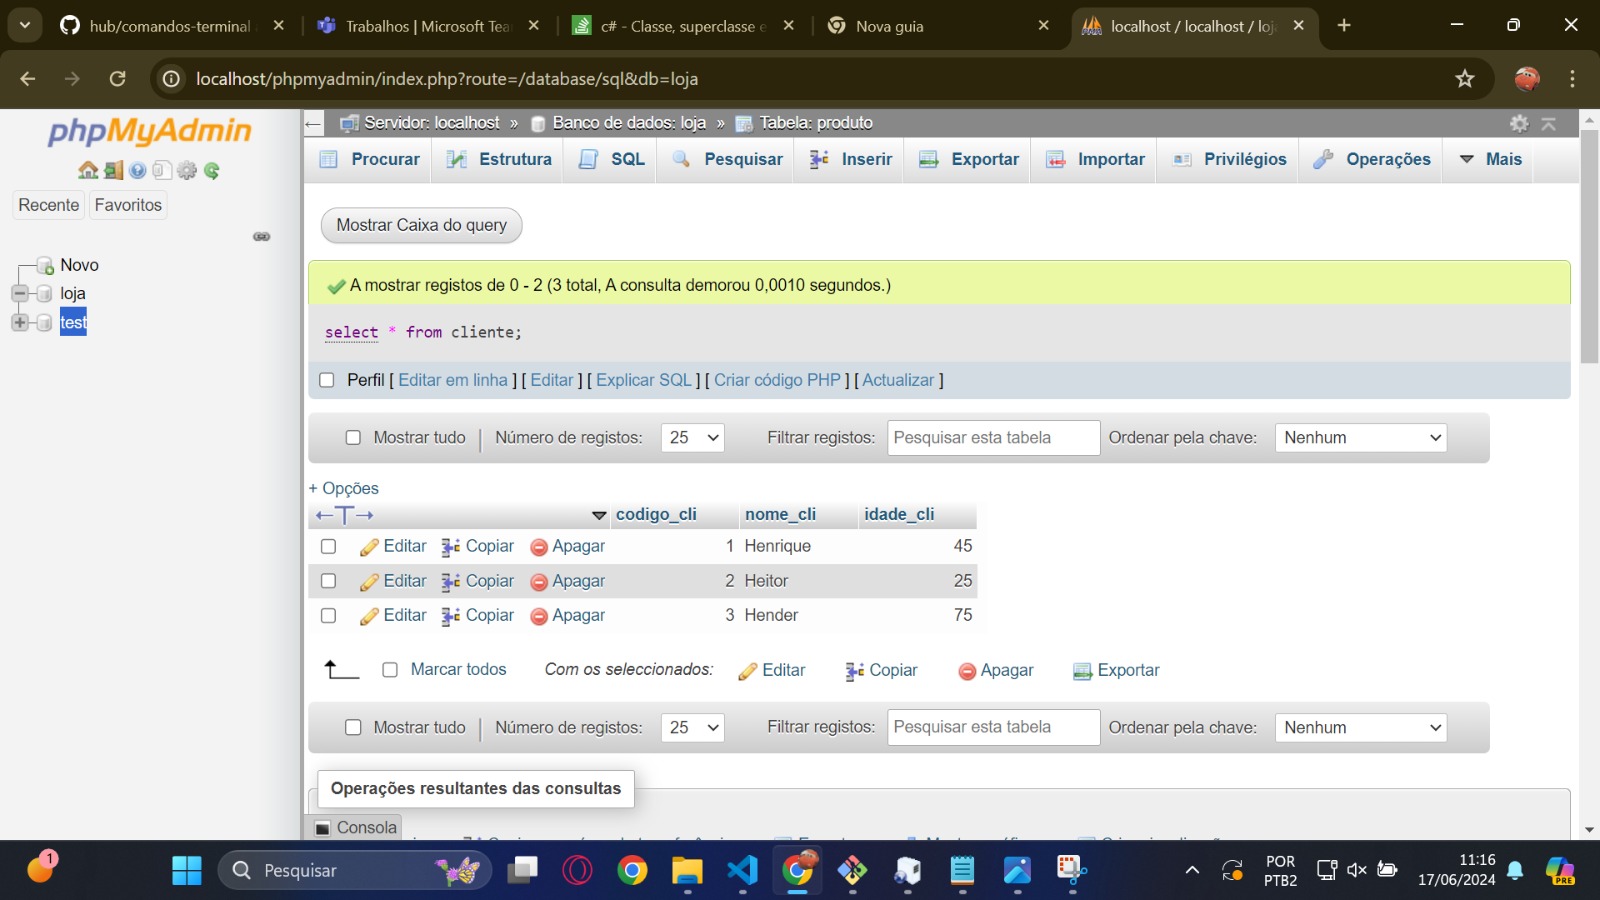 hub/comandos-terminal
Trabalhos | Microsoft Tea
c# - Classe, superclasse e
Nova guia
localhost / localhost / loj
localhost/phpmyadmin/index.php?route=/database/sql&db=loja
phpMyAdmin
Recente
Favoritos
Novo
loja
test
Servidor: localhost » Banco de dados: loja » Tabela: produto
Procurar
Estrutura
SQL
Pesquisar
Inserir
Exportar
Importar
Privilégios
Operações
Mais
Mostrar Caixa do query
A mostrar registos de 0 - 2 (3 total, A consulta demorou 0,0010 segundos.)
select * from cliente;
Perfil [ Editar em linha ] [ Editar ] [ Explicar SQL ] [ Criar código PHP ] [ Actualizar ]
Mostrar tudo | Número de registos: 25 Filtrar registos: Pesquisar esta tabela Ordenar pela chave: Nenhum
+ Opções
←T→ codigo_cli nome_cli idade_cli
Editar Copiar Apagar 1 Henrique 45
Editar Copiar Apagar 2 Heitor 25
Editar Copiar Apagar 3 Hender 75
Marcar todos Com os seleccionados: Editar Copiar Apagar Exportar
Mostrar tudo | Número de registos: 25 Filtrar registos: Pesquisar esta tabela Ordenar pela chave: Nenhum
Operações resultantes das consultas
Consola
1
Pesquisar
POR
PTB2
11:16
17/06/2024
PRE